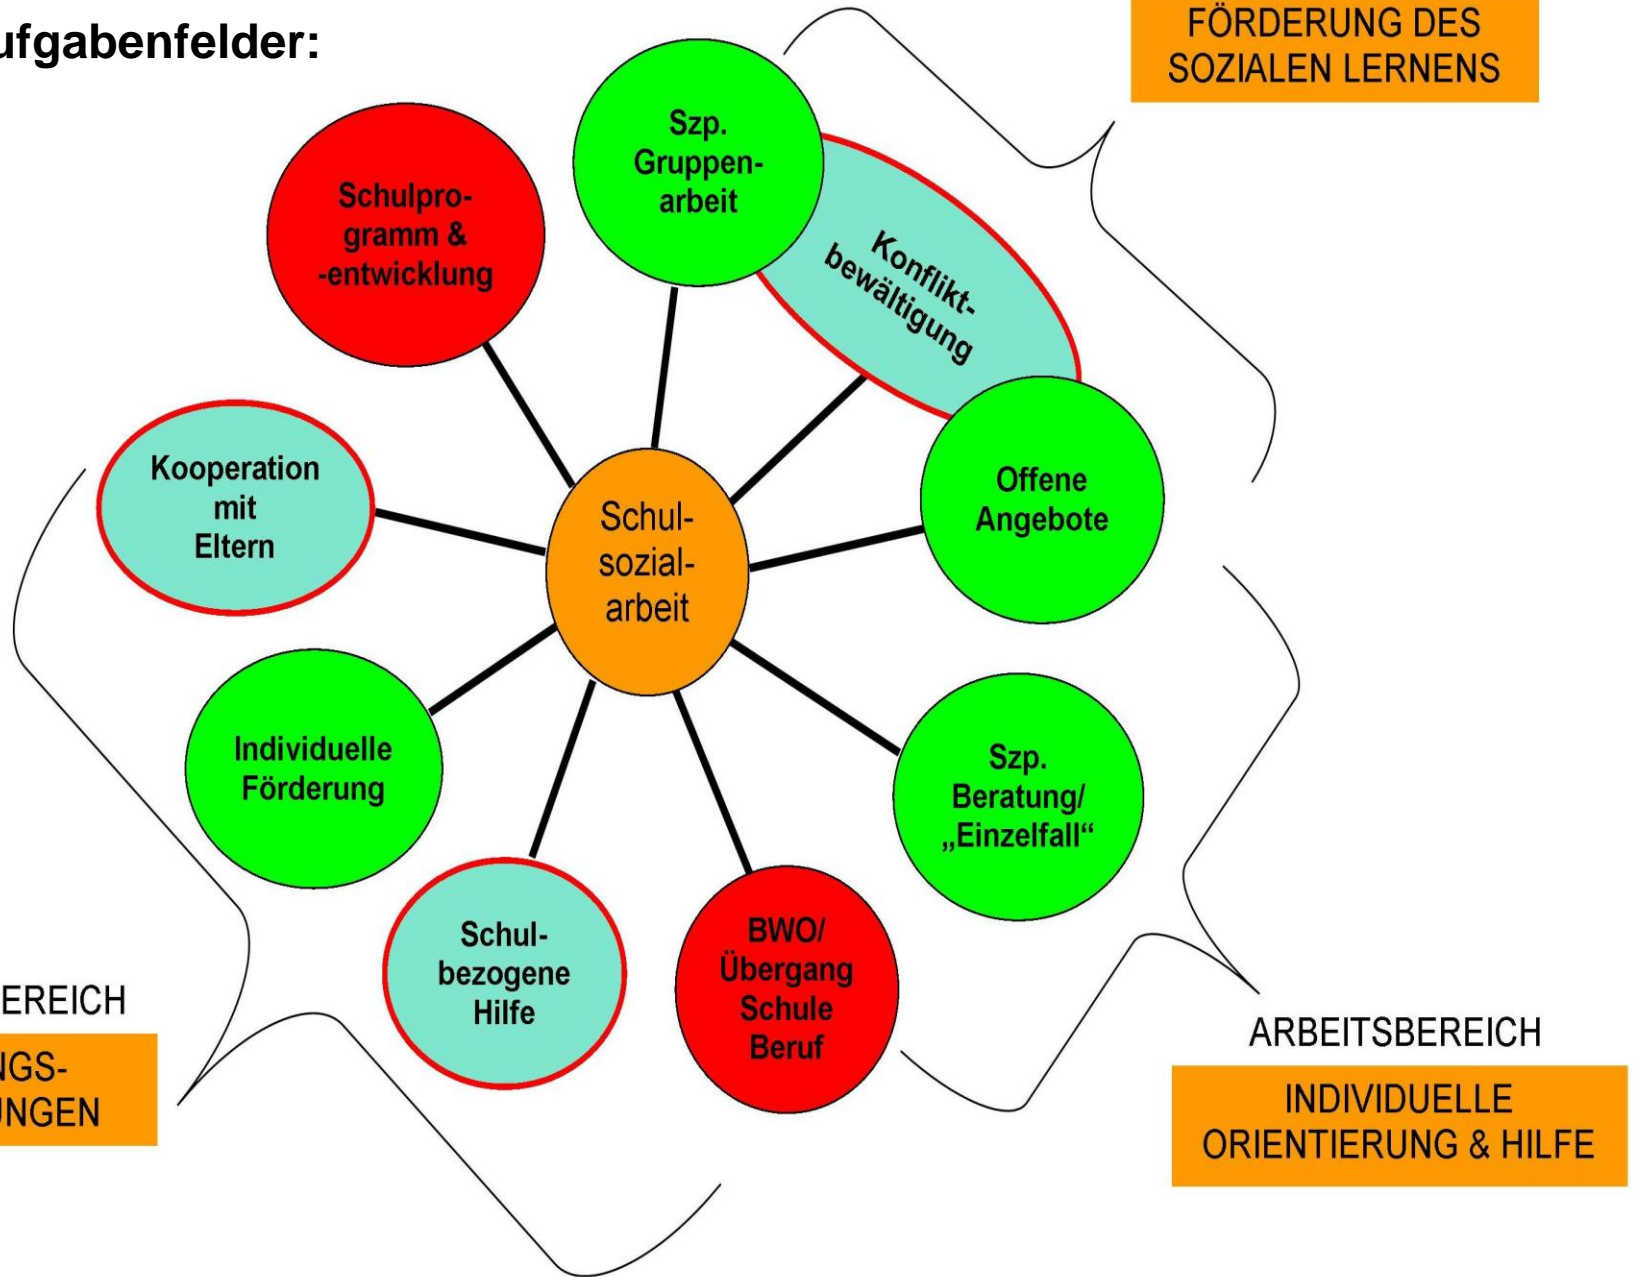 ufgabenfelder:
FÖRDERUNG DES
SOZIALEN LERNENS
Szp.
Gruppen-
arbeit
Schulpro-
gramm &
-entwicklung
Konflikt-
bewältigung
Kooperation
mit
Eltern
Offene
Angebote
Schul-
sozial-
arbeit
Individuelle
Förderung
Szp.
Beratung/
„Einzelfall“
Schul-
bezogene
Hilfe
BWO/
Übergang
Schule
Beruf
EREICH
NGS-
UNGEN
ARBEITSBEREICH
INDIVIDUELLE
ORIENTIERUNG & HILFE